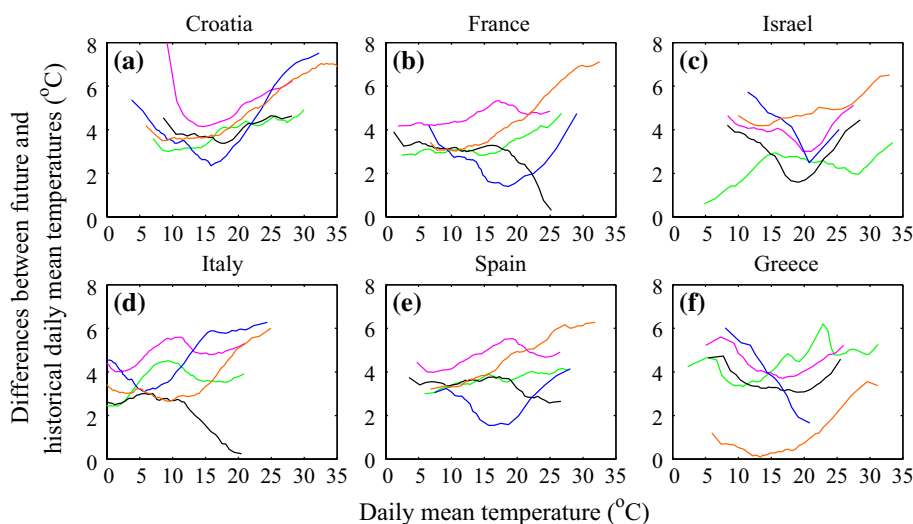 Croatia
France
Israel
(a)
(b)
(c)
8
6
4
2
0
8
6
4
2
0
8
6
4
2
0
0 5 10 15 20 25 30 35
0 5 10 15 20 25 30 35
0 5 10 15 20 25 30 35
Italy
Spain
Greece
(d)
(e)
(f)
8
6
4
2
0
8
6
4
2
0
8
6
4
2
0
0 5 10 15 20 25 30 35
0 5 10 15 20 25 30 35
0 5 10 15 20 25 30 35
Differences between future and
historical daily mean temperatures (°C)
Daily mean temperature (°C)